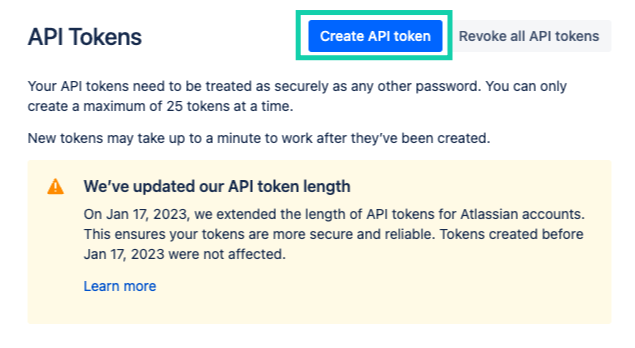 API Tokens
Create API token
Revoke all API tokens
Your API tokens need to be treated as securely as any other password. You can only
create a maximum of 25 tokens at a time.
New tokens may take up to a minute to work after they’ve been created.
We’ve updated our API token length
On Jan 17, 2023, we extended the length of API tokens for Atlassian accounts.
This ensures your tokens are more secure and reliable. Tokens created before
Jan 17, 2023 were not affected.
Learn more